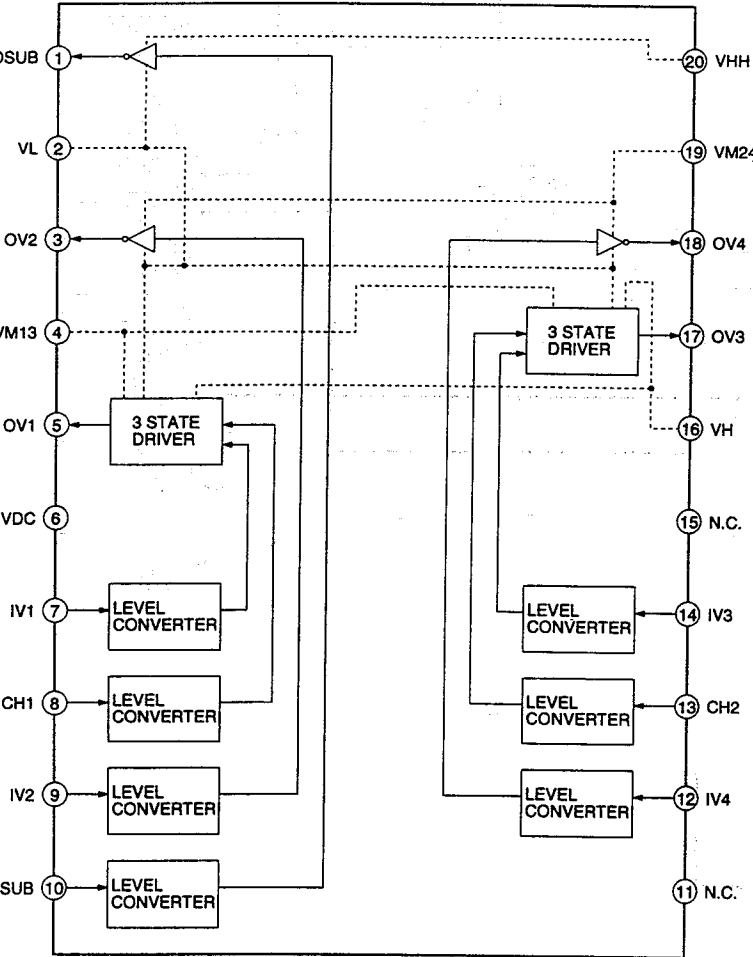 OSUB 1
20 VHH
VL 2
19 VM24
OV2 3
18 OV4
VM13 4
3 STATE
DRIVER
17 OV3
OV1 5
3 STATE
DRIVER
16 VH
VDC 6
15 N.C.
IV1 7
LEVEL
CONVERTER
LEVEL
CONVERTER
14 IV3
CH1 8
LEVEL
CONVERTER
LEVEL
CONVERTER
13 CH2
IV2 9
LEVEL
CONVERTER
LEVEL
CONVERTER
12 IV4
SUB 10
LEVEL
CONVERTER
11 N.C.